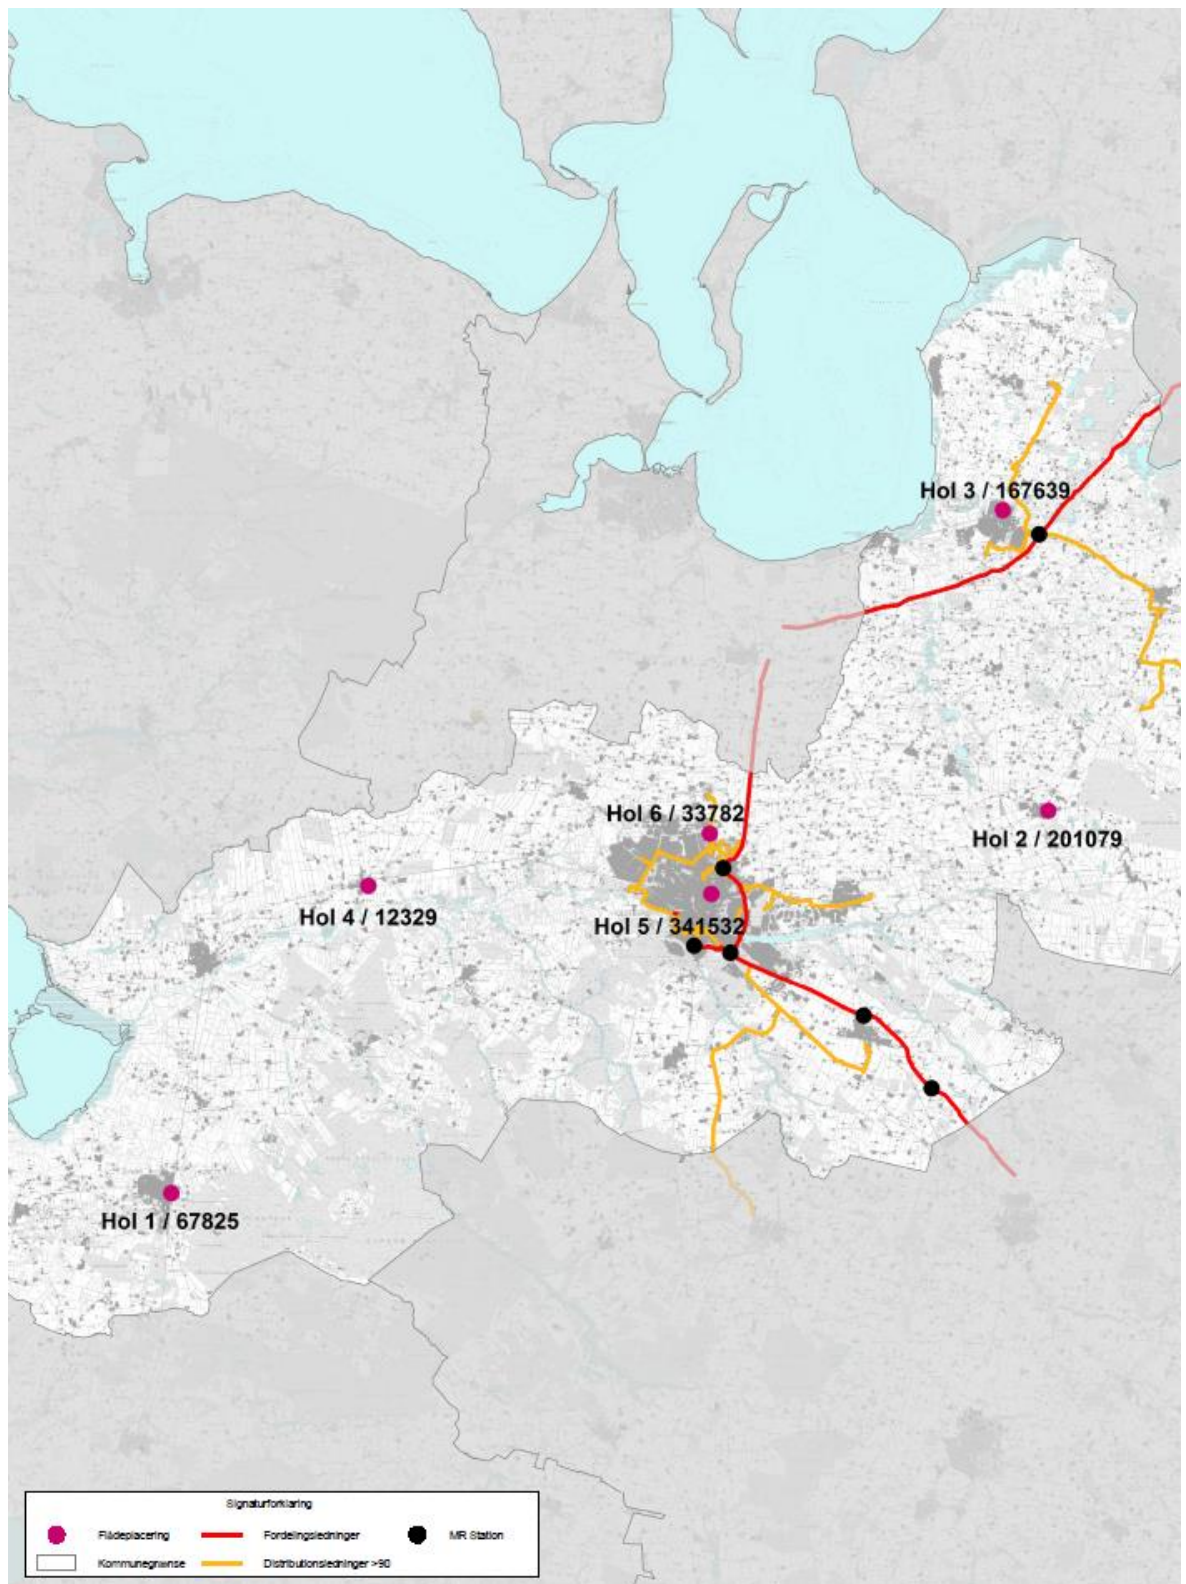 Hol 3 / 167639
Hol 6 / 33782
Hol 2 / 201079
Hol 4 / 12329
Hol 5 / 341532
Hol 1 / 67825
Signaturforklaring
Flådeplacering
Fordelingsledninger
MR Station
Kommunegrænse
Distributionsledninger >90